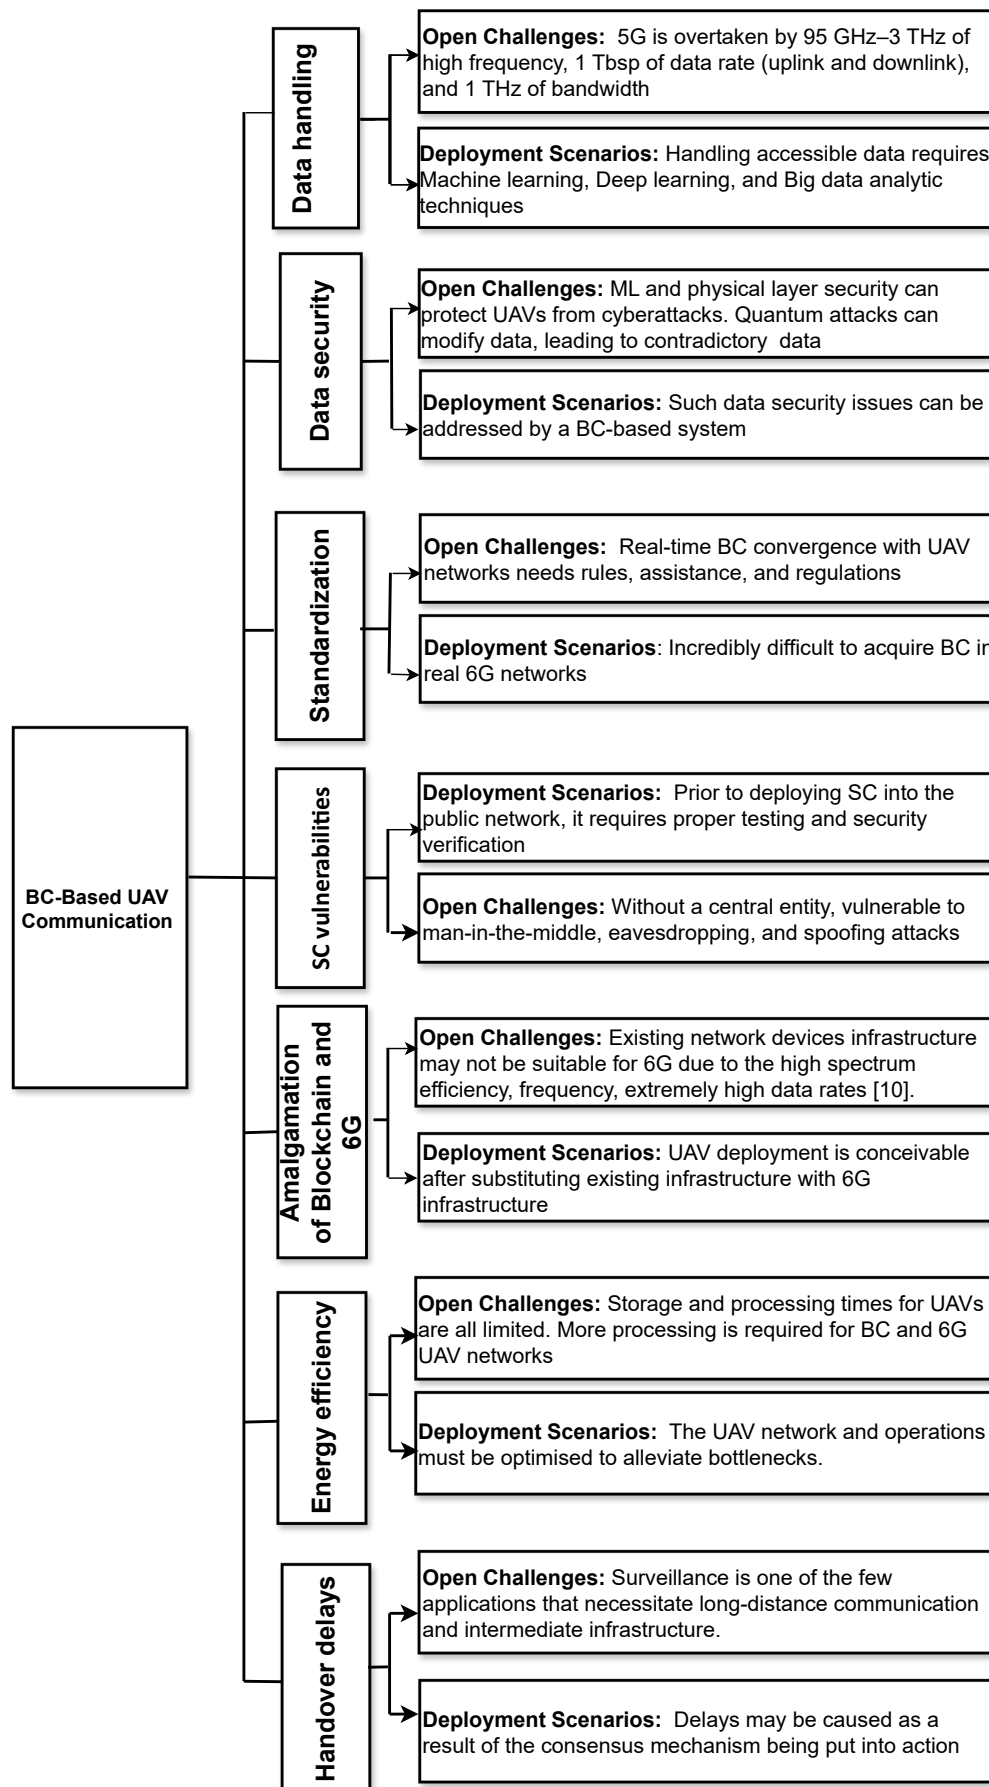 BC-Based UAV
Communication
Data handling
Open Challenges: 5G is overtaken by 95 GHz–3 THz of
high frequency, 1 Tbsp of data rate (uplink and downlink),
and 1 THz of bandwidth
Deployment Scenarios: Handling accessible data requires
Machine learning, Deep learning, and Big data analytic
techniques
Data security
Open Challenges: ML and physical layer security can
protect UAVs from cyberattacks. Quantum attacks can
modify data, leading to contradictory data
Deployment Scenarios: Such data security issues can be
addressed by a BC-based system
Standardization
Open Challenges: Real-time BC convergence with UAV
networks needs rules, assistance, and regulations
Deployment Scenarios: Incredibly difficult to acquire BC in
real 6G networks
SC vulnerabilities
Deployment Scenarios: Prior to deploying SC into the
public network, it requires proper testing and security
verification
Open Challenges: Without a central entity, vulnerable to
man-in-the-middle, eavesdropping, and spoofing attacks
Amalgamation
of Blockchain and
6G
Open Challenges: Existing network devices infrastructure
may not be suitable for 6G due to the high spectrum
efficiency, frequency, extremely high data rates [10].
Deployment Scenarios: UAV deployment is conceivable
after substituting existing infrastructure with 6G
infrastructure
Energy efficiency
Open Challenges: Storage and processing times for UAVs
are all limited. More processing is required for BC and 6G
UAV networks
Deployment Scenarios: The UAV network and operations
must be optimised to alleviate bottlenecks.
Handover delays
Open Challenges: Surveillance is one of the few
applications that necessitate long-distance communication
and intermediate infrastructure.
Deployment Scenarios: Delays may be caused as a
result of the consensus mechanism being put into action